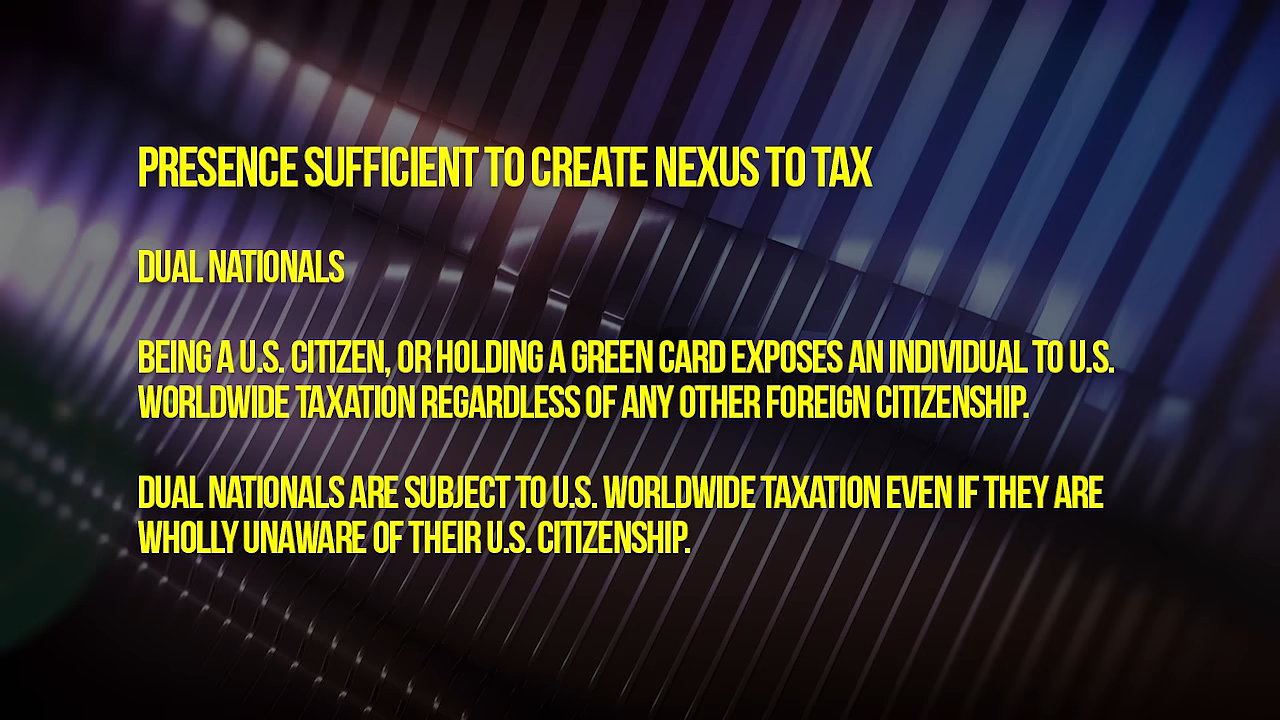 PRESENCE SUFFICIENT TO CREATE NEXUS TO TAX
DUAL NATIONALS
BEING A U.S. CITIZEN, OR HOLDING A GREEN CARD EXPOSES AN INDIVIDUAL TO U.S.
WORLDWIDE TAXATION REGARDLESS OF ANY OTHER FOREIGN CITIZENSHIP.
DUAL NATIONALS ARE SUBJECT TO U.S. WORLDWIDE TAXATION EVEN IF THEY ARE
WHOLLY UNAWARE OF THEIR U.S. CITIZENSHIP.